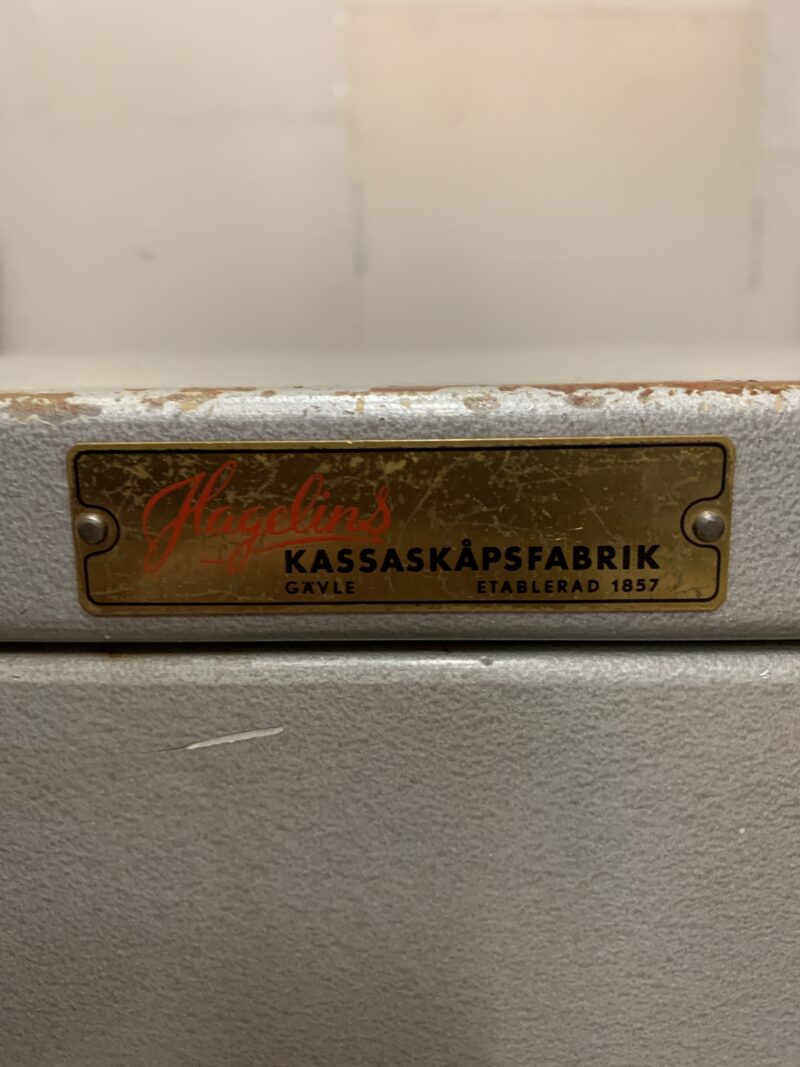 Hagelins
KASSASKÅPSFABRIK
GÄVLE ETABLERAD 1857